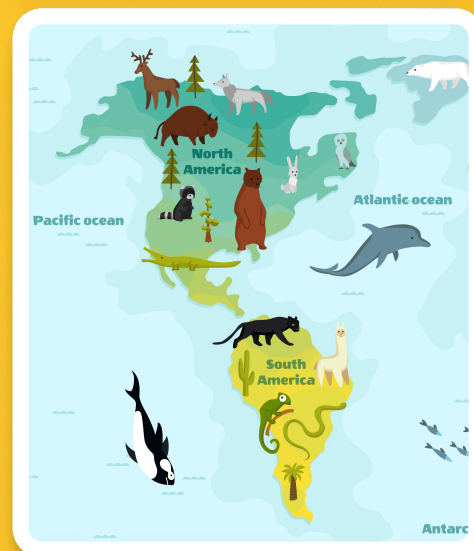 North
America
Atlantic ocean
Pacific ocean
South
America
Antarc